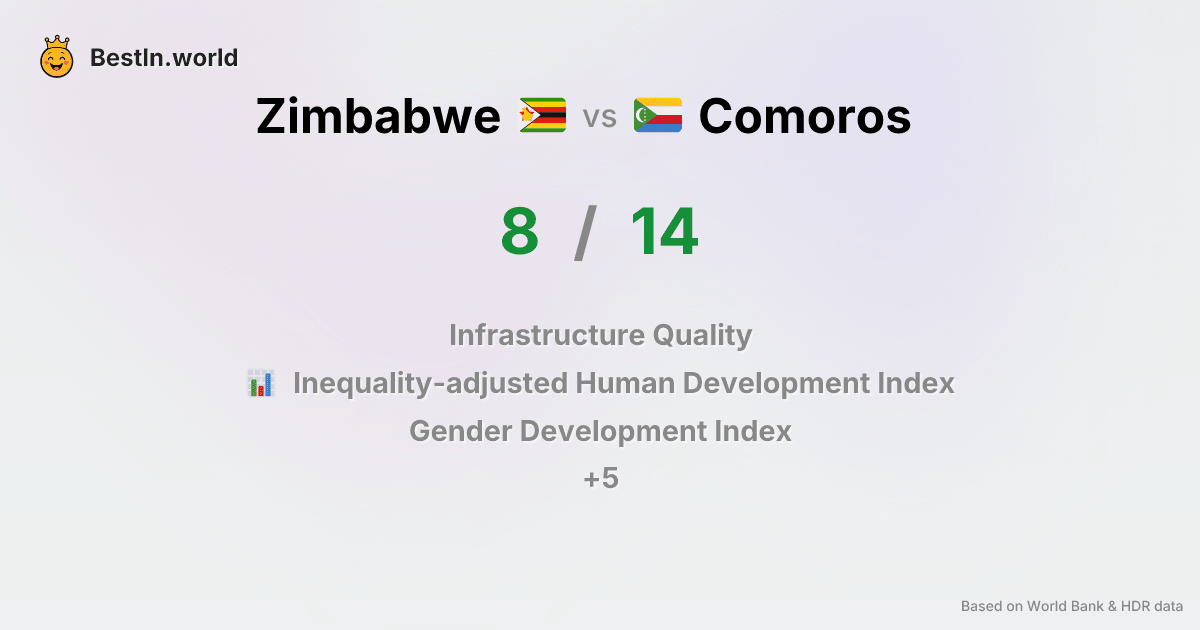 BestIn.world
Zimbabwe vs Comoros
8 / 14
Infrastructure Quality
Inequality-adjusted Human Development Index
Gender Development Index
+5
Based on World Bank & HDR data